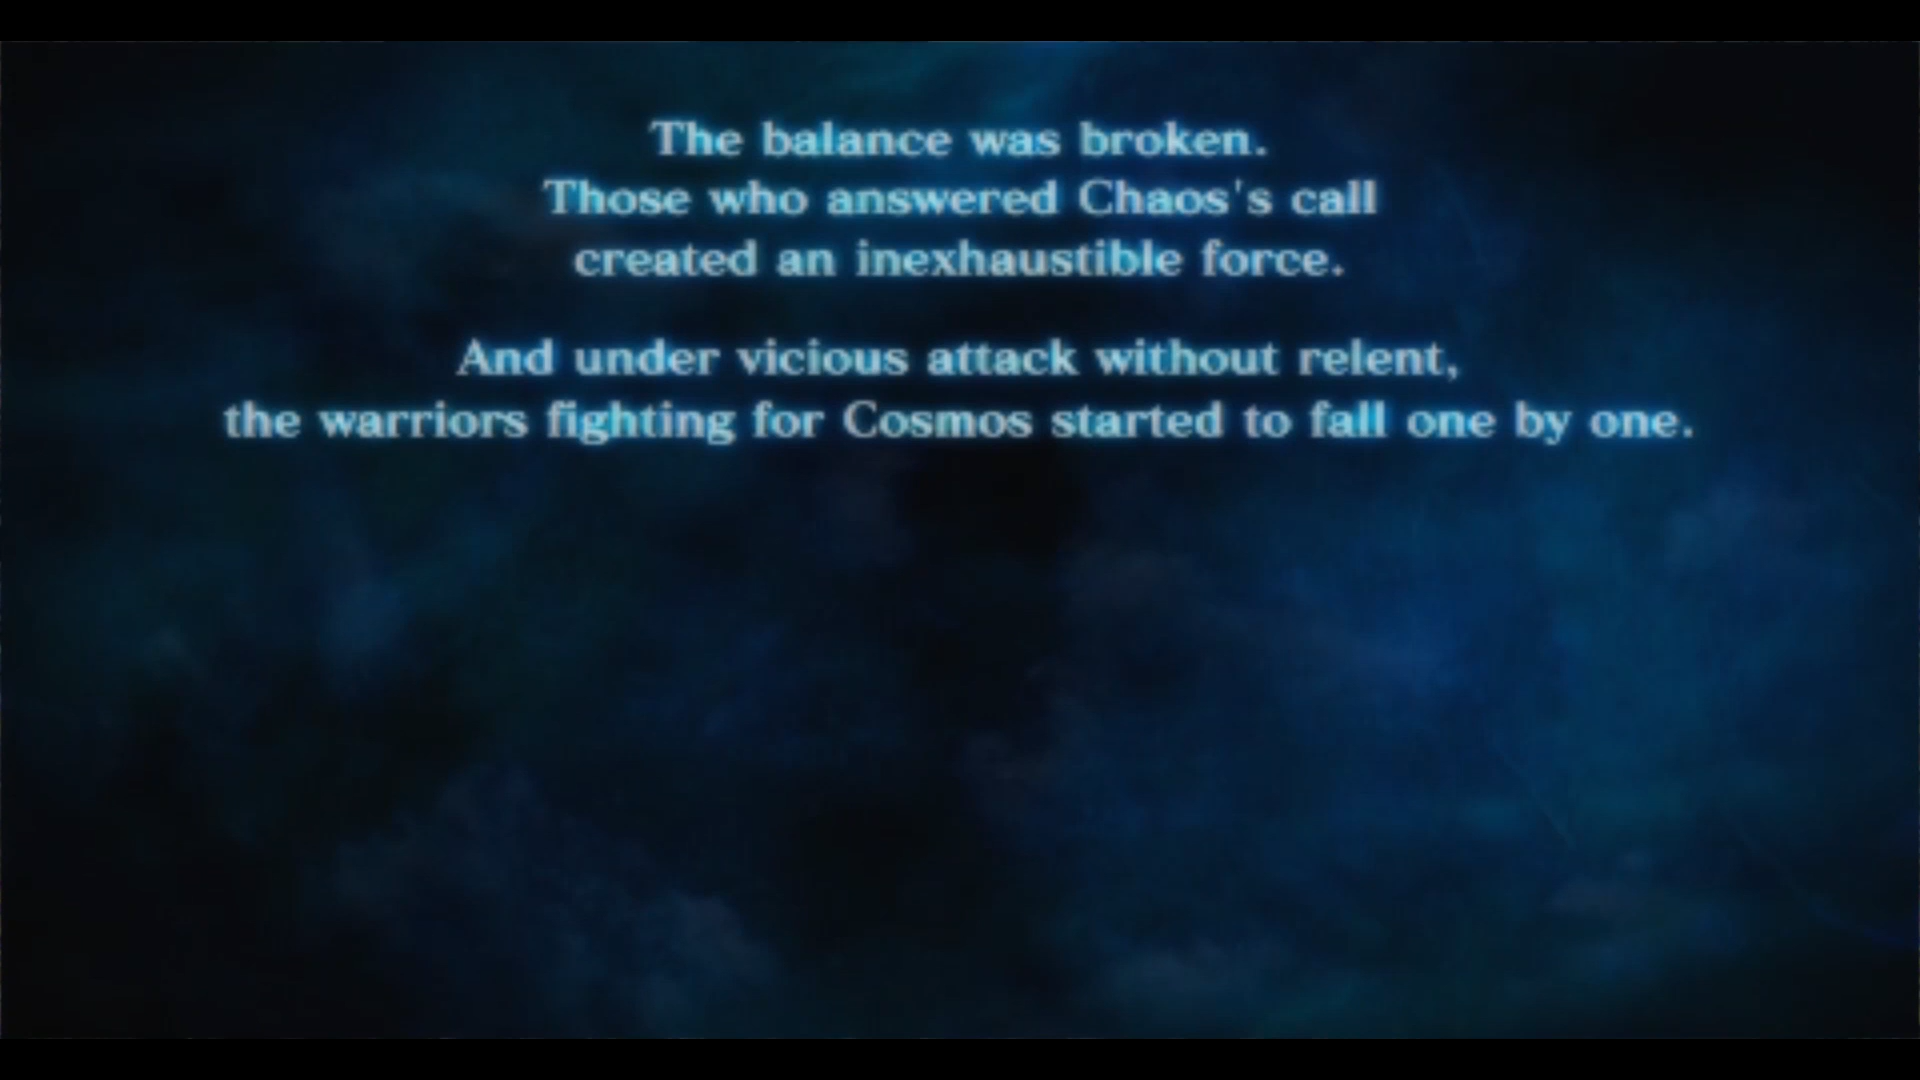 The balance was broken.
Those who answered Chaos's call
created an inexhaustible force.
And under vicious attack without relent,
the warriors fighting for Cosmos started to fall one by one.